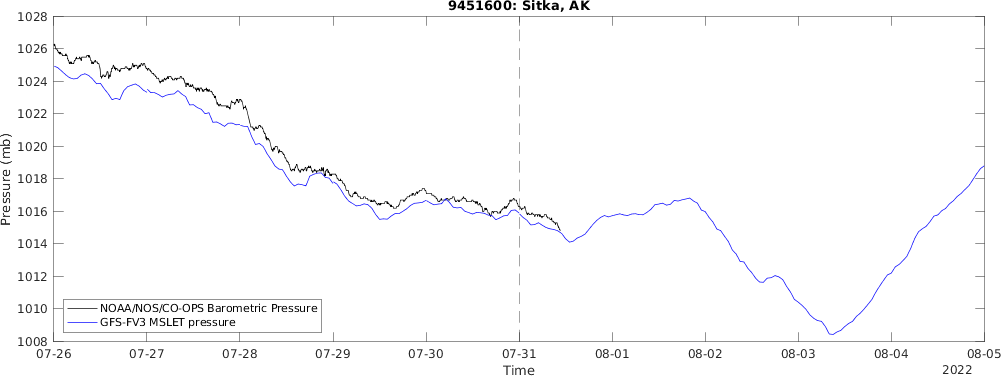 9451600: Sitka, AK
1028
1026
1024
1022
1020
1018
1016
1014
1012
1010
1008
Pressure (mb)
NOAA/NOS/CO-OPS Barometric Pressure
GFS-FV3 MSLET pressure
07-26 07-27 07-28 07-29 07-30 07-31 08-01 08-02 08-03 08-04 08-05
Time
2022